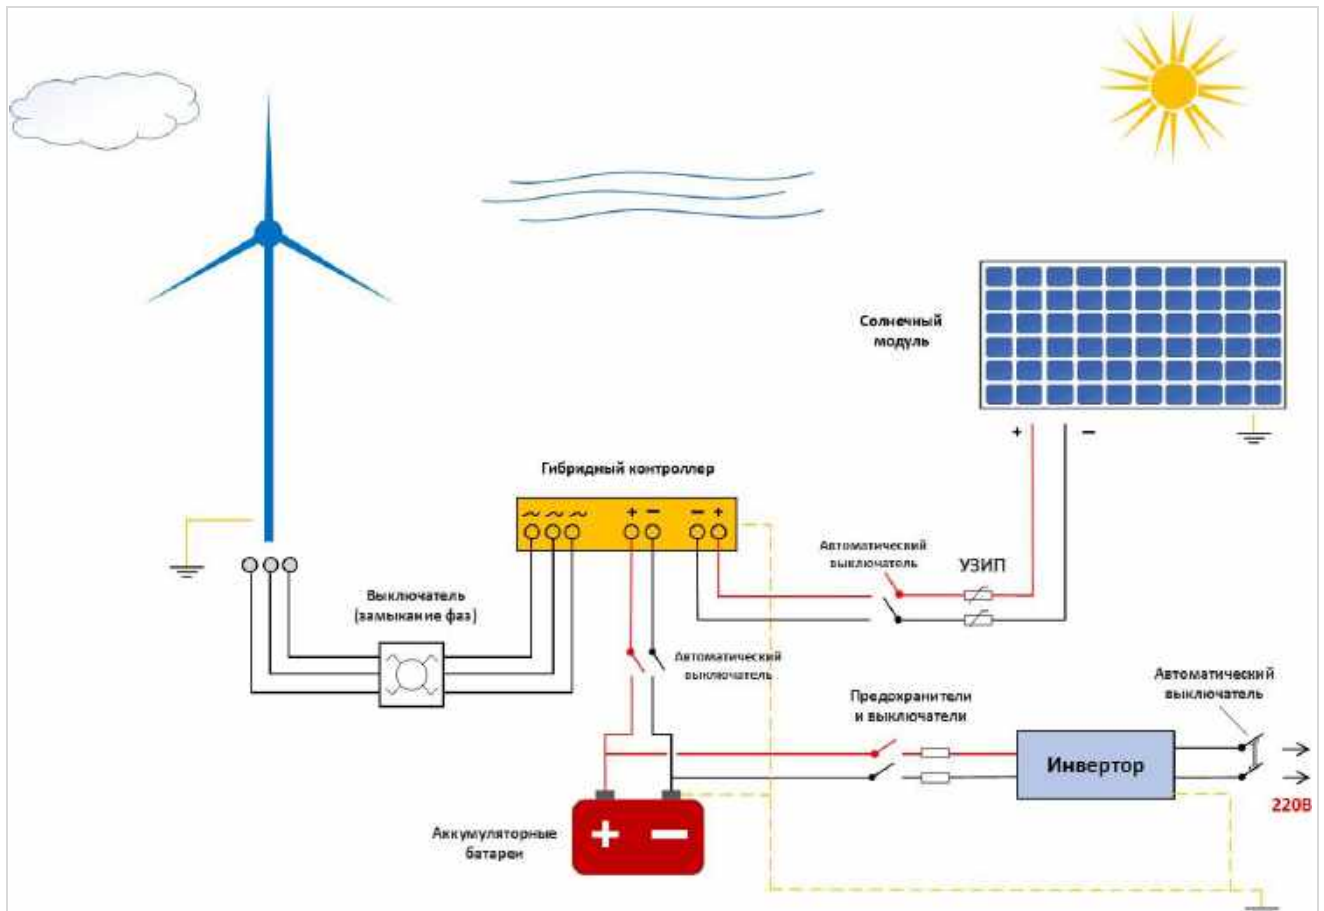 Солнечный
модуль
+ −
Гибридный контроллер
~ ~ ~ + − − +
Автоматический
выключатель
УЗИП
Выключатель
(замыкание фаз)
Автоматический
выключатель
Предохранители
и выключатели
Автоматический
выключатель
Инвертор
220В
+ −
Аккумуляторные
батареи